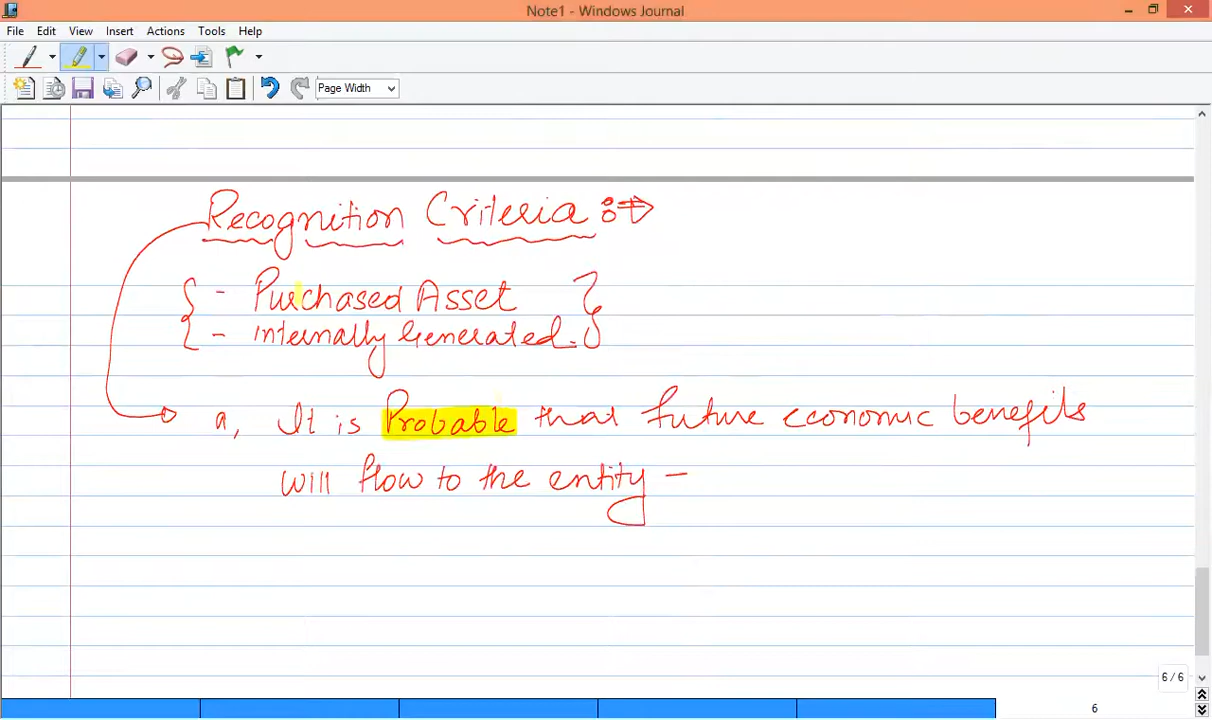 Note1 - Windows Journal
File Edit View Insert Actions Tools Help
Page Width
Recognition Criteria :⇒
{ - Purchased Asset }
{ - Internally Generated. }
a, It is Probable that future economic benefits
will flow to the entity -
6/6
6